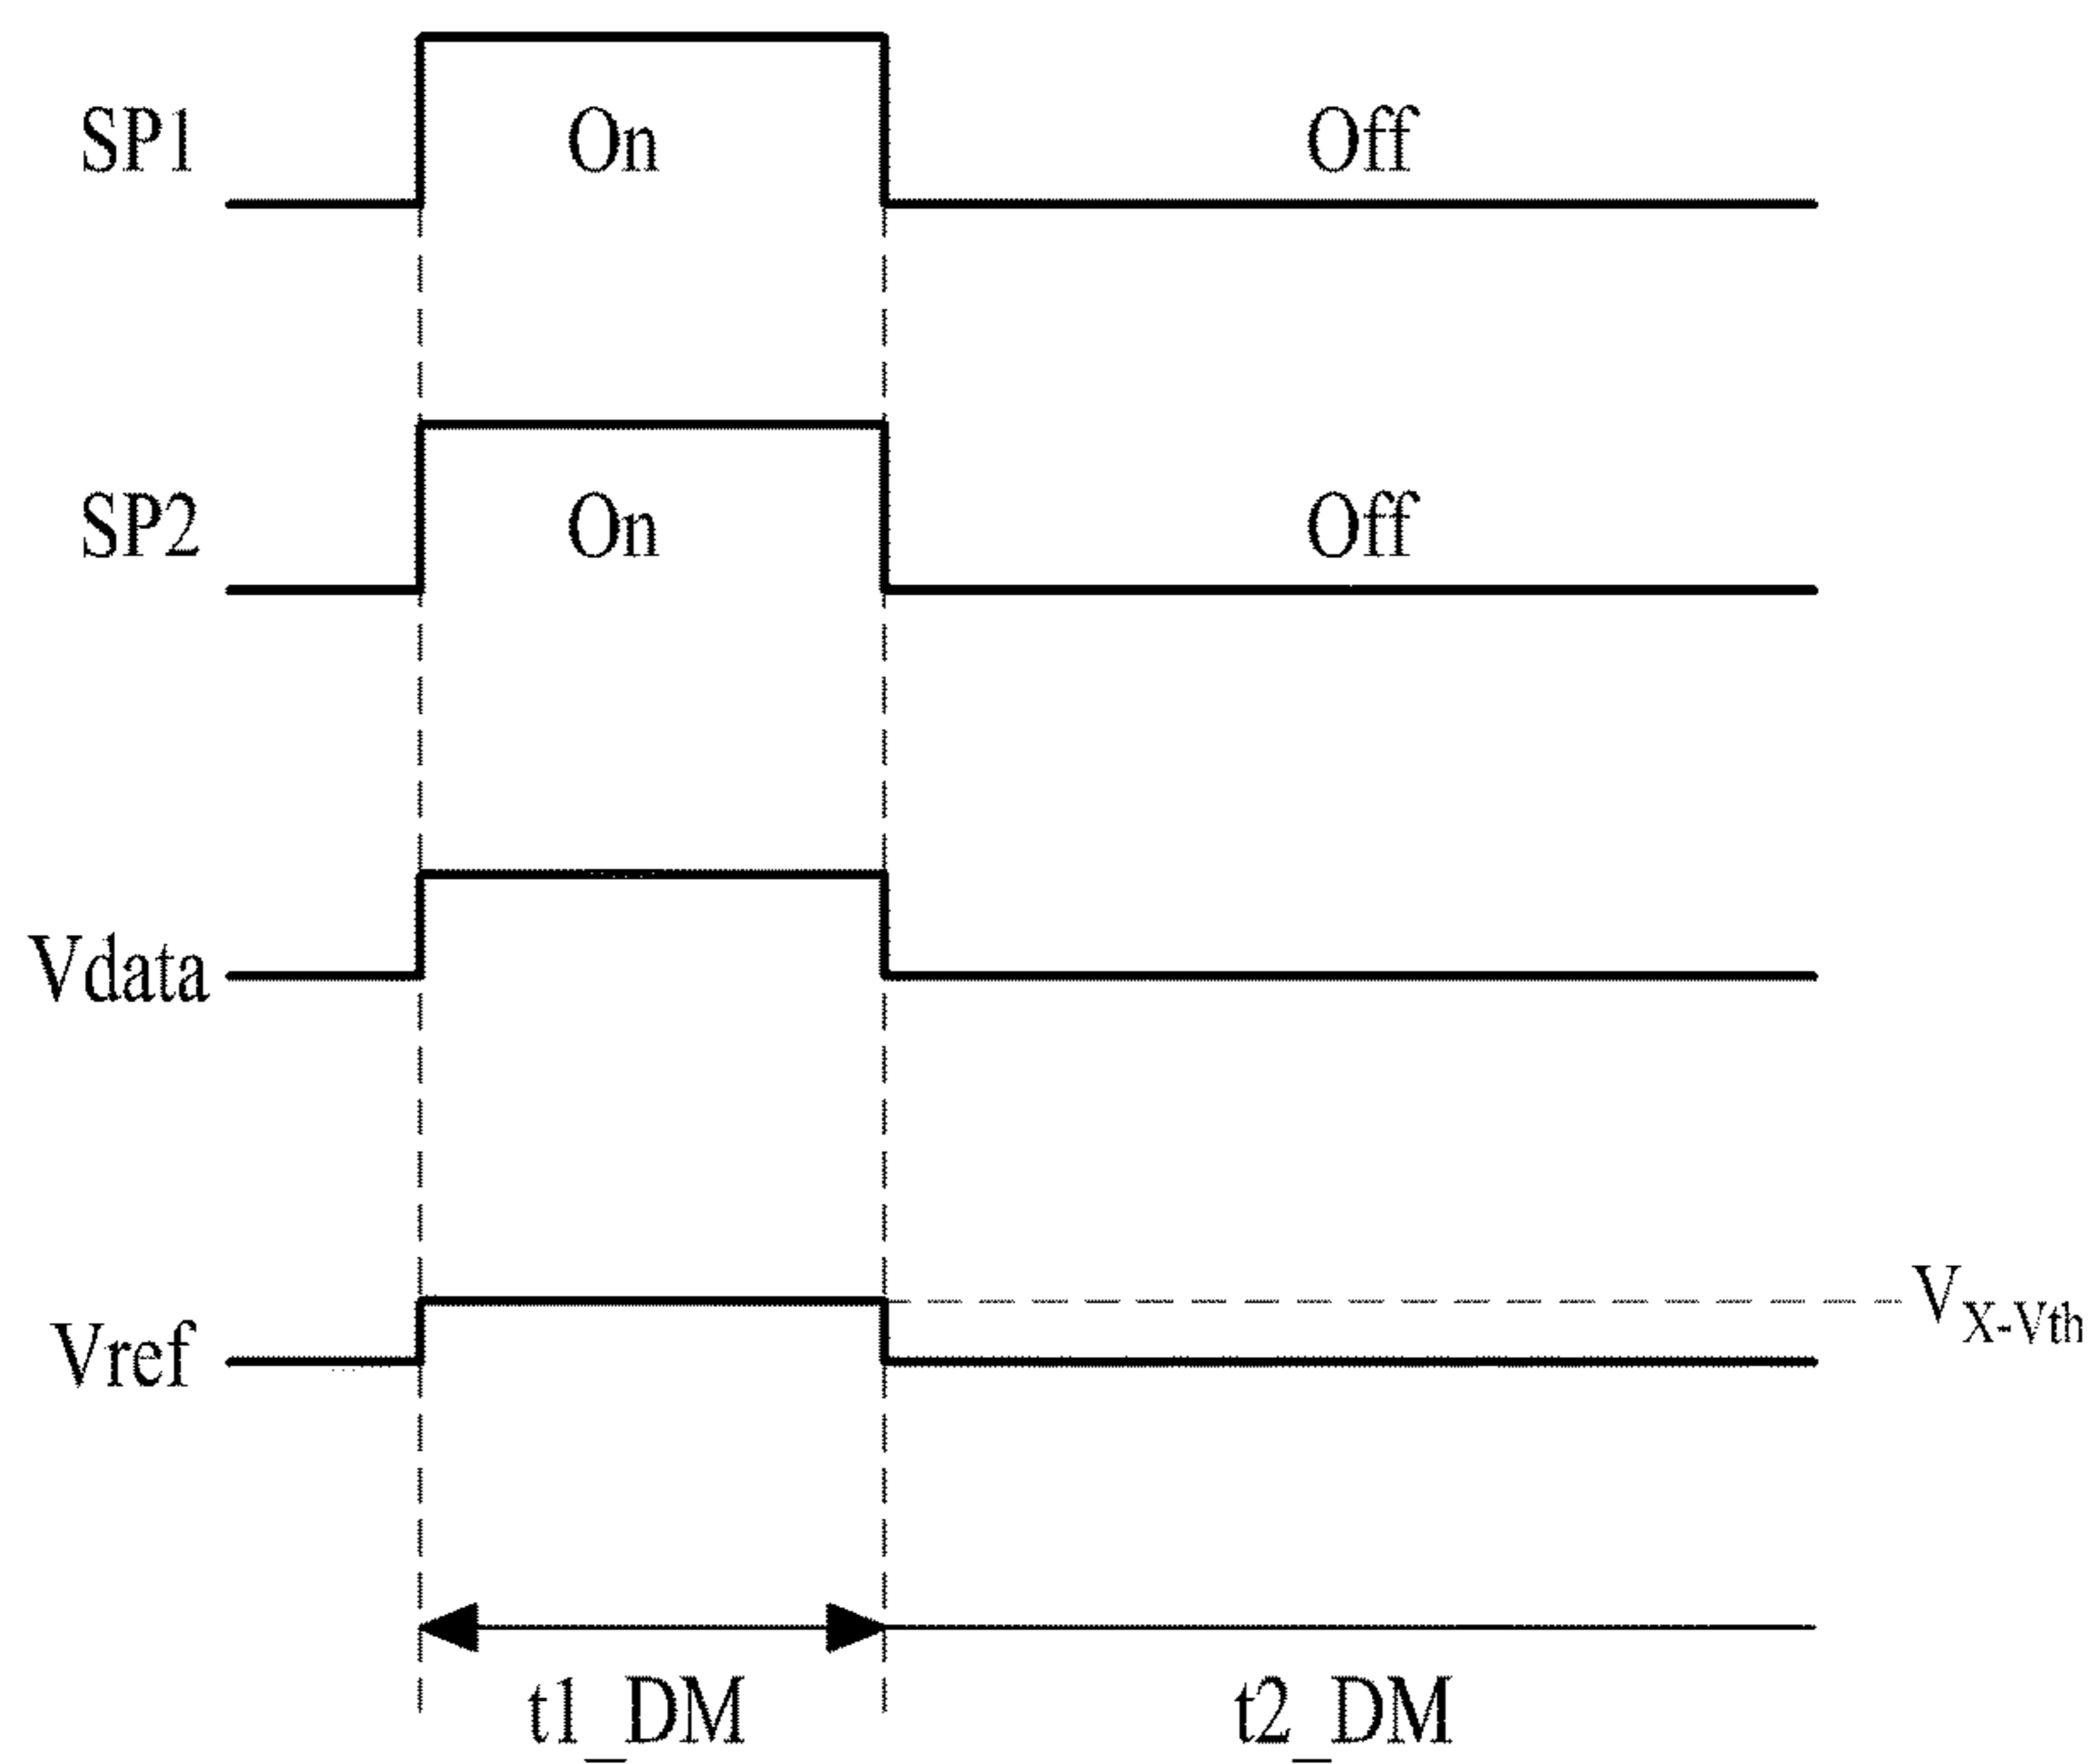 SP1 On Off
SP2 On Off
Vdata
Vref VX-Vth
t1_DM t2_DM